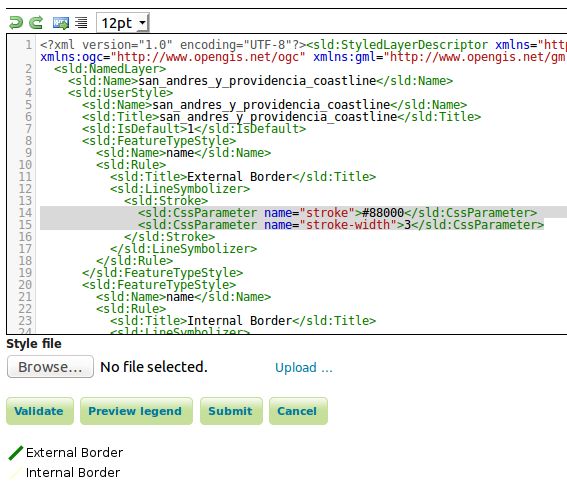 12pt
1 <?xml version="1.0" encoding="UTF-8"?><sld:StyledLayerDescriptor xmlns="http
xmlns:ogc="http://www.opengis.net/ogc" xmlns:sld="http://www.opengis.net/gm
2 <sld:NamedLayer>
3 <sld:Name>san_andres_y_providencia_coastline</sld:Name>
4 <sld:UserStyle>
5 <sld:Name>san_andres_y_providencia_coastline</sld:Name>
6 <sld:Title>san_andres_y_providencia_coastline</sld:Title>
7 <sld:IsDefault>1</sld:IsDefault>
8 <sld:FeatureTypeStyle>
9 <sld:Name>name</sld:Name>
10 <sld:Rule>
11 <sld:Title>External Border</sld:Title>
12 <sld:LineSymbolizer>
13 <sld:Stroke>
14 <sld:CssParameter name="stroke">#88000</sld:CssParameter>
15 <sld:CssParameter name="stroke-width">3</sld:CssParameter>
16 </sld:Stroke>
17 </sld:LineSymbolizer>
18 </sld:Rule>
19 </sld:FeatureTypeStyle>
20 <sld:FeatureTypeStyle>
21 <sld:Name>name</sld:Name>
22 <sld:Rule>
23 <sld:Title>Internal Border</sld:Title>
24 <sld:LineSymbolizer>
Style file
Browse... No file selected. Upload ...
Validate Preview legend Submit Cancel
External Border
Internal Border